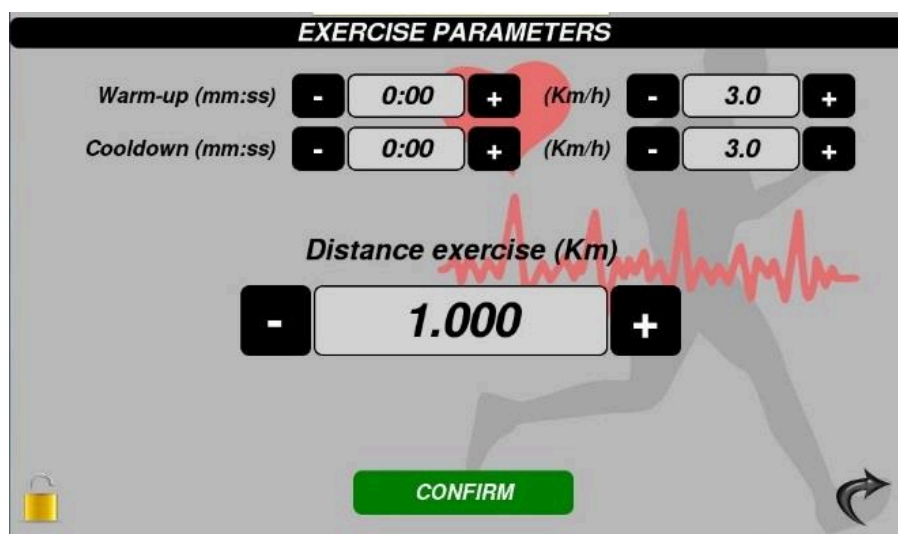 EXERCISE PARAMETERS
Warm-up (mm:ss) - 0:00 + (Km/h) - 3.0 +
Cooldown (mm:ss) - 0:00 + (Km/h) - 3.0 +
Distance exercise (Km)
- 1.000 +
CONFIRM